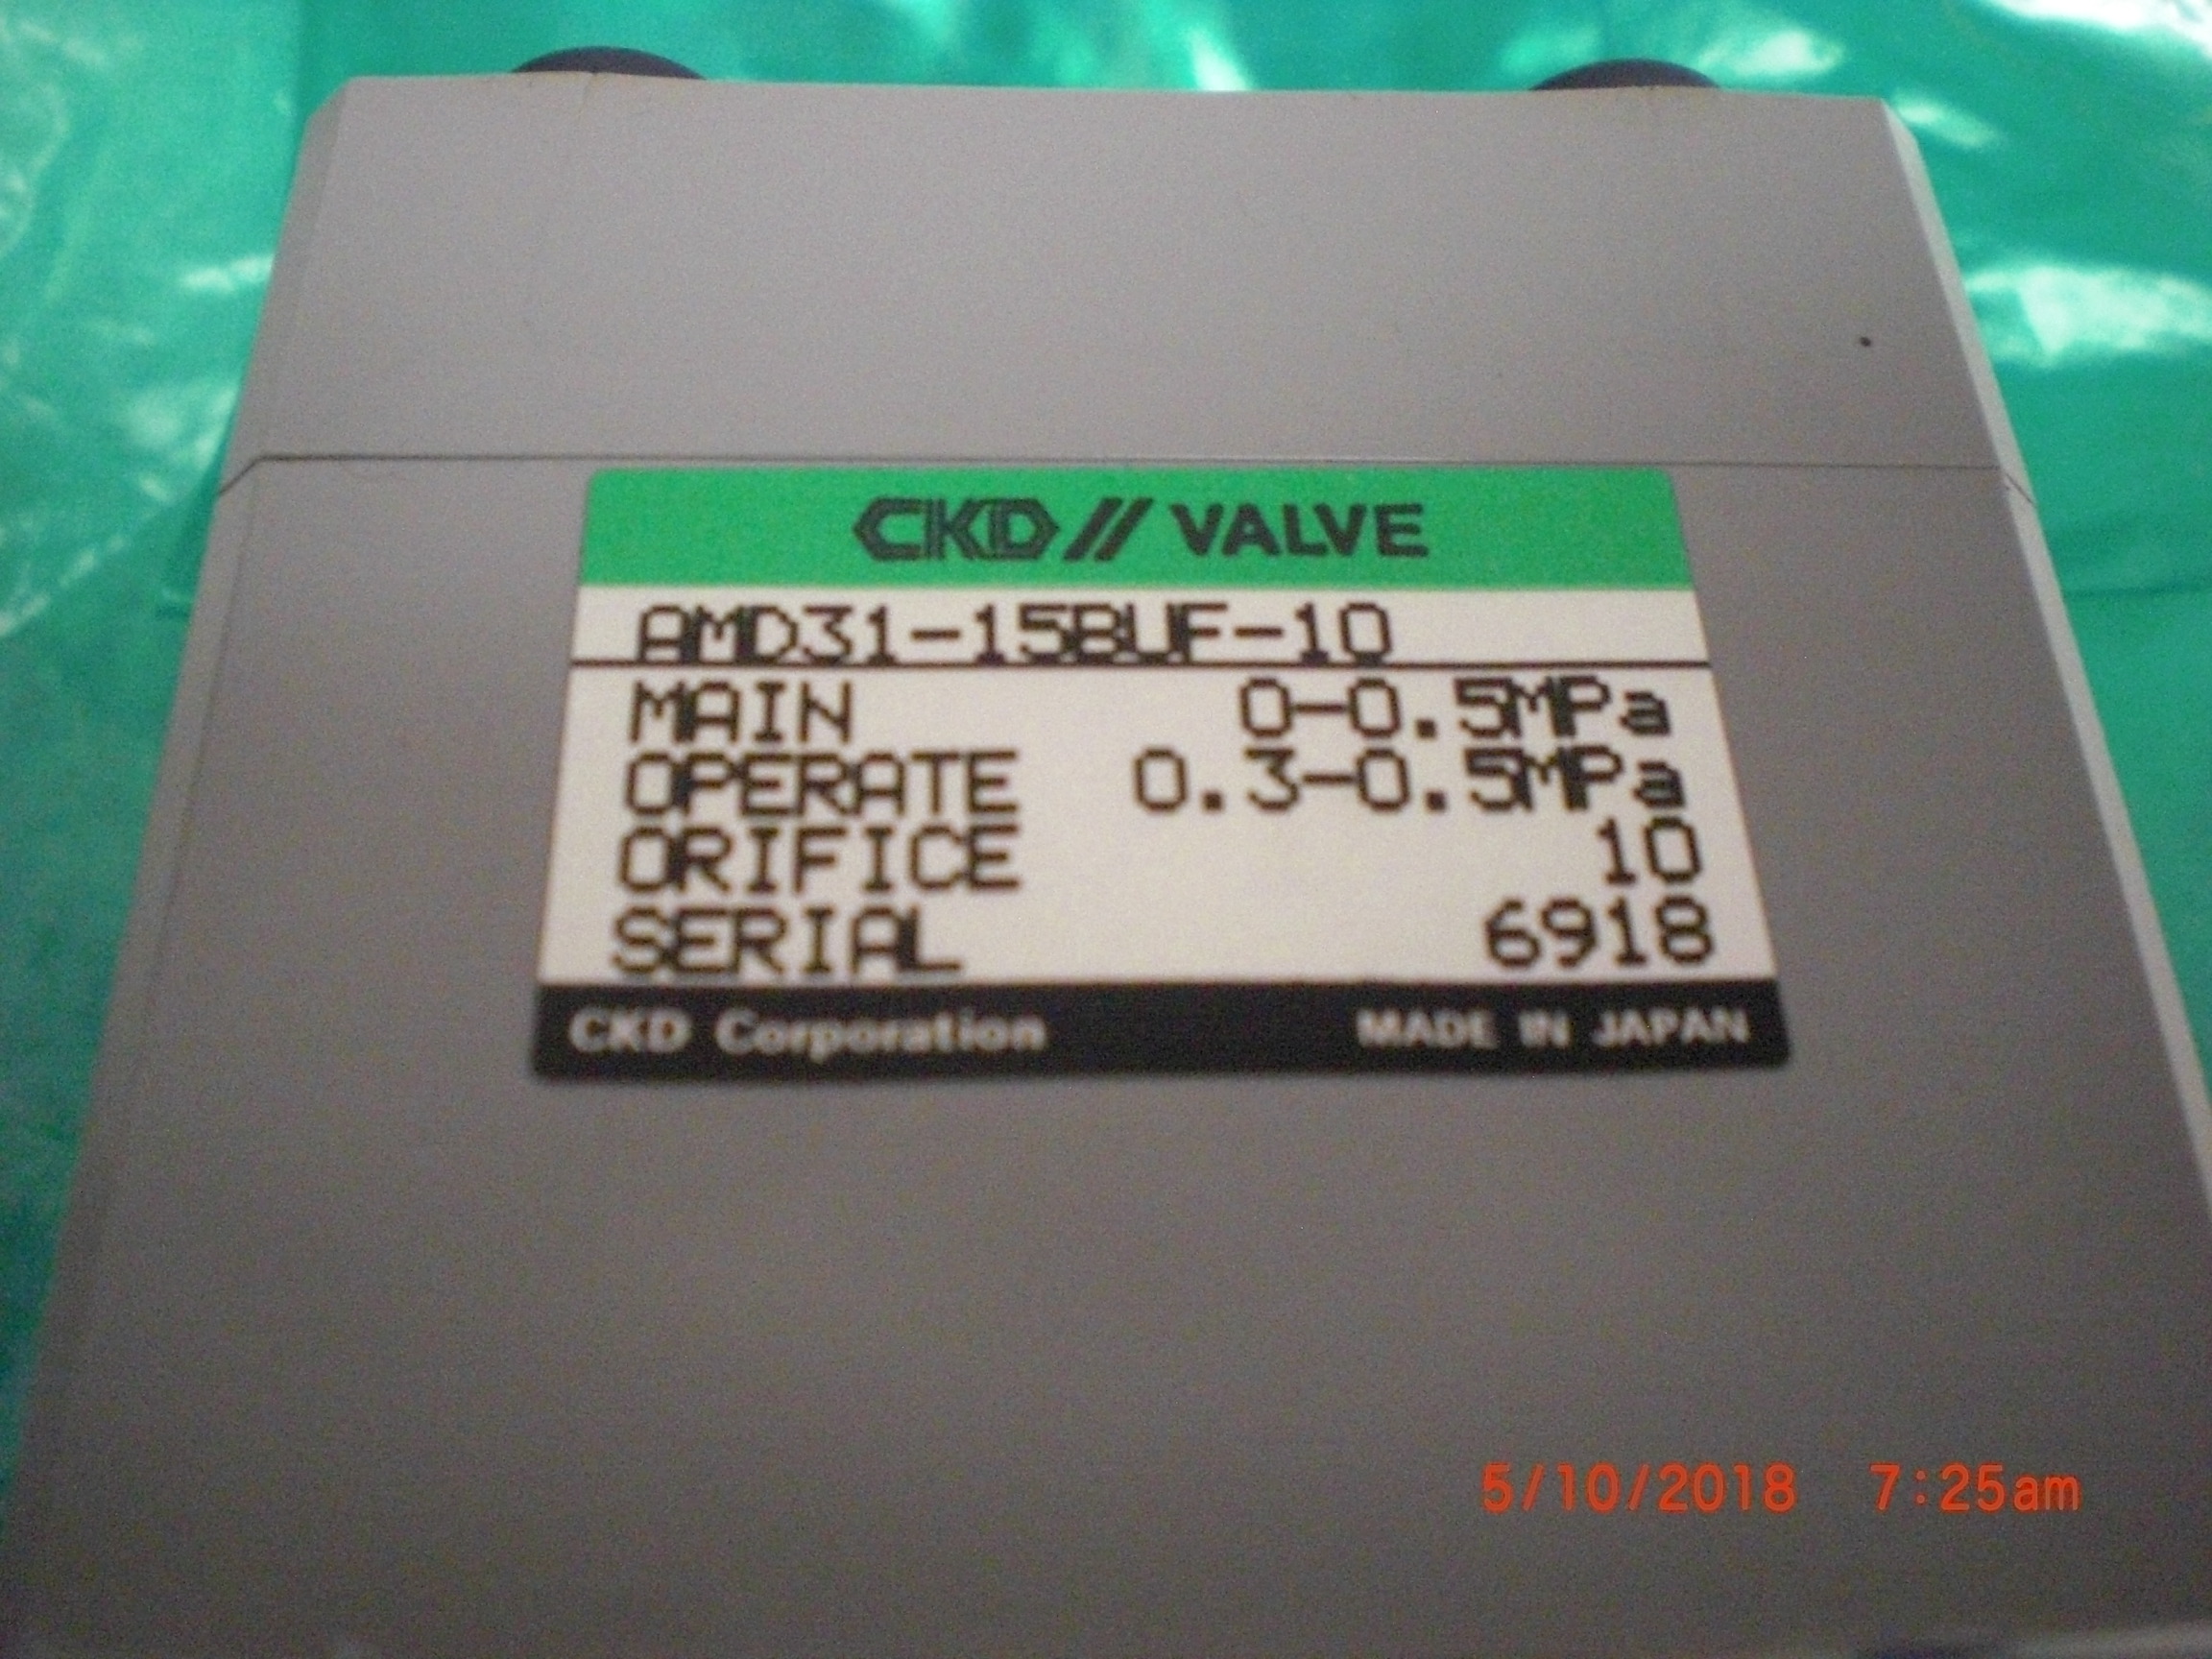 CKD // VALVE
AMD31-15BUF-10
MAIN 0-0.5MPa
OPERATE 0.3-0.5MPa
ORIFICE 10
SERIAL 6918
CKD Corporation MADE IN JAPAN
5/10/2018 7:25am